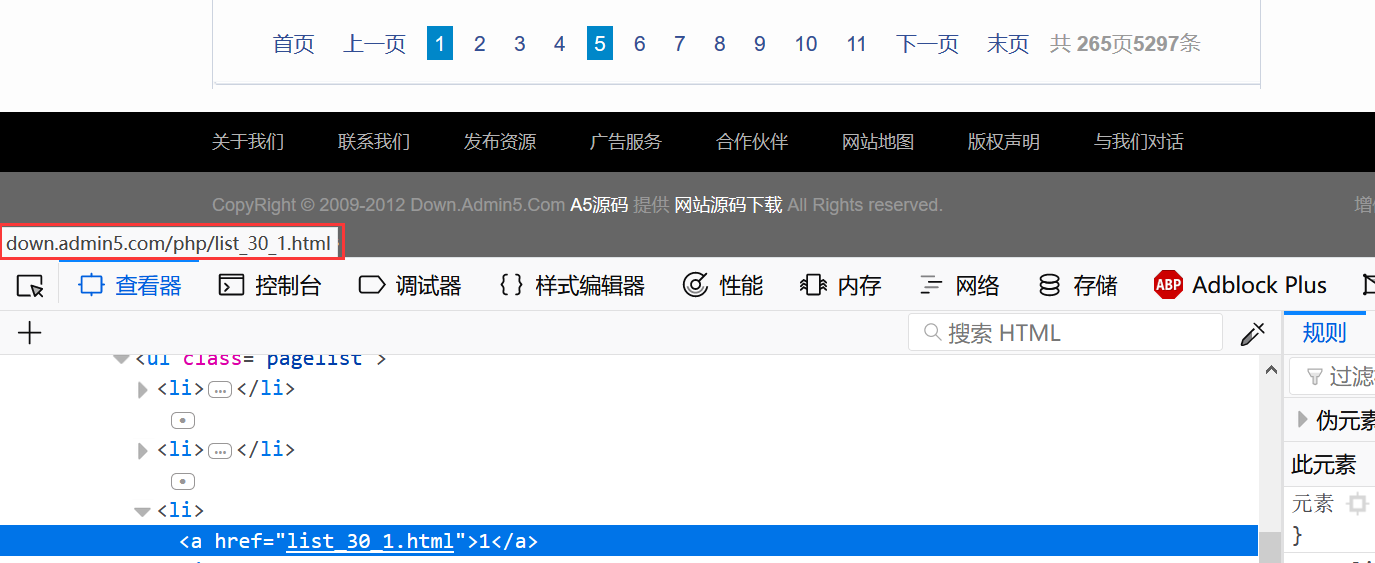 首页 上一页 1 2 3 4 5 6 7 8 9 10 11 下一页 末页 共 265页5297条
关于我们 联系我们 发布资源 广告服务 合作伙伴 网站地图 版权声明 与我们对话
CopyRight © 2009-2012 Down.Admin5.Com A5源码 提供 网站源码下载 All Rights reserved. 增
down.admin5.com/php/list_30_1.html
查看器 控制台 调试器 {} 样式编辑器 性能 内存 网络 存储 ABP Adblock Plus
+ 搜索 HTML 规则
<ul class="pagelist">
<li>…</li>
过滤
<li>…</li>
伪元素
此元素
<li>
元素
<a href="list_30_1.html">1</a>
}